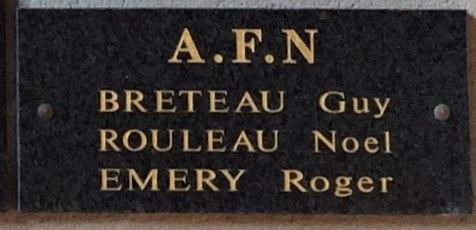 A.F.N
BRETEAU Guy
ROULEAU Noel
EMERY Roger